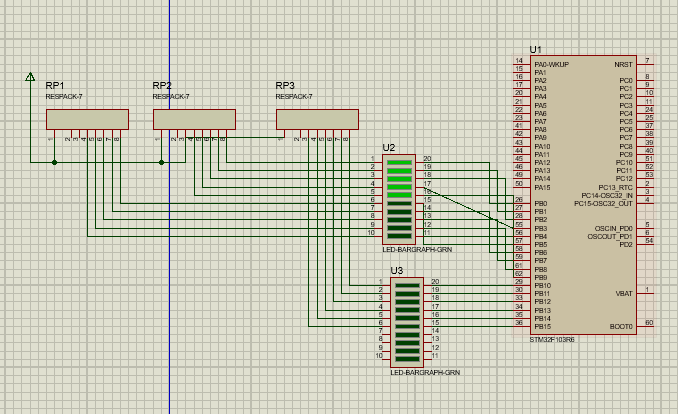 U1
RP1
RESPACK-7
RP2
RESPACK-7
RP3
RESPACK-7
1
2
3
4
5
6
7
8
1
2
3
4
5
6
7
8
1
2
3
4
5
6
7
8
U2
1
2
3
4
5
6
7
8
9
10
20
19
18
17
16
15
14
13
12
11
LED-BARGRAPH-GRN
U3
1
2
3
4
5
6
7
8
9
10
20
19
18
17
16
15
14
13
12
11
LED-BARGRAPH-GRN
14 PA0-WKUP NRST 7
15 PA1
16 PA2 PC0 8
17 PA3 PC1 9
20 PA4 PC2 10
21 PA5 PC3 11
22 PA6 PC4 24
23 PA7 PC5 25
41 PA8 PC6 37
42 PA9 PC7 38
43 PA10 PC8 39
44 PA11 PC9 40
45 PA12 PC10 51
46 PA13 PC11 52
49 PA14 PC12 53
50 PA15 PC13_RTC 2
PC14-OSC32_IN 3
26 PB0 PC15-OSC32_OUT 4
27 PB1
28 PB2
55 PB3 OSCIN_PD0 5
56 PB4 OSCOUT_PD1 6
57 PB5 PD2 54
58 PB6
59 PB7
61 PB8
62 PB9
29 PB10
30 PB11 VBAT 1
33 PB12
34 PB13
35 PB14
36 PB15 BOOT0 60
STM32F103R6